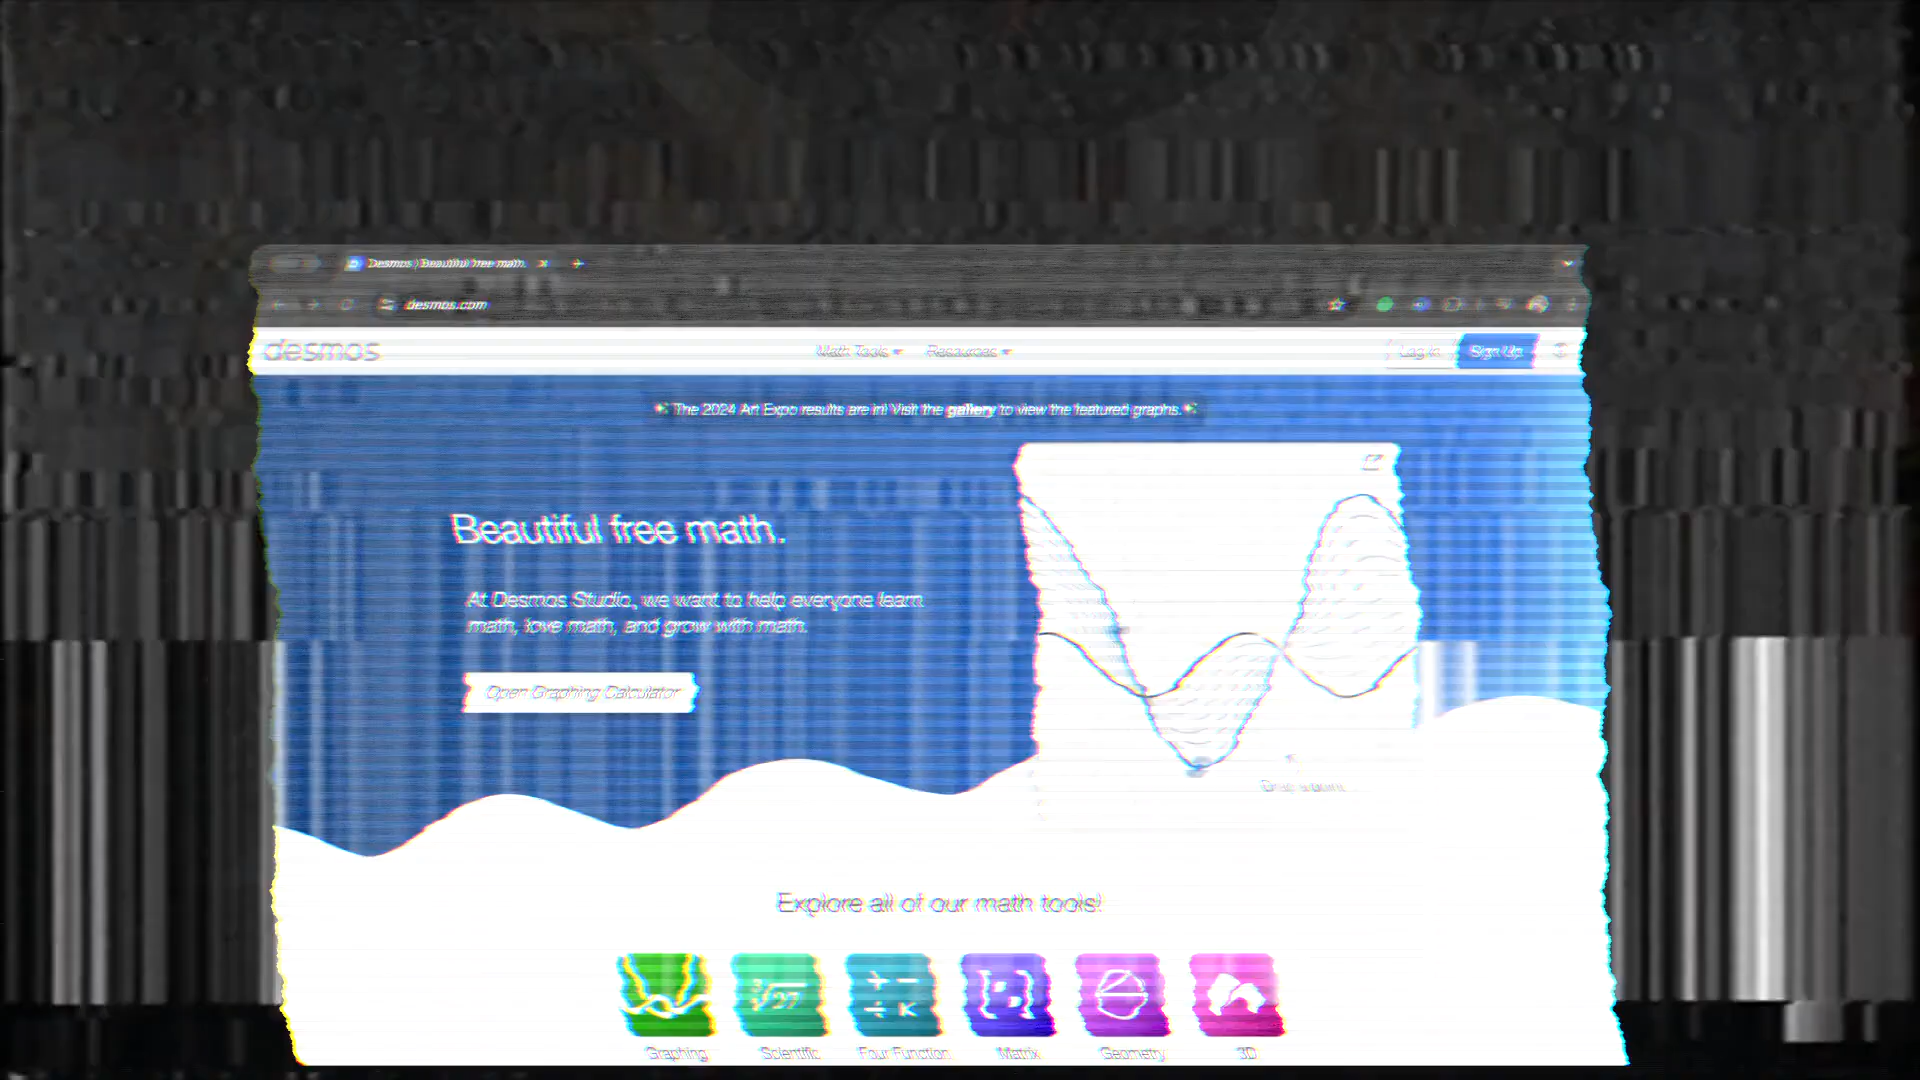 Desmos | Beautiful free math.
desmos.com
desmos
Math Tools Resources Log In Sign Up
The 2024 Art Expo results are in! Visit the gallery to view the featured graphs.
Beautiful free math.
At Desmos Studio, we want to help everyone learn
math, love math, and grow with math.
Open Graphing Calculator
Drag a point
Explore all of our math tools!
+ −
÷ ×
Graphing Scientific Four Function Matrix Geometry 3D